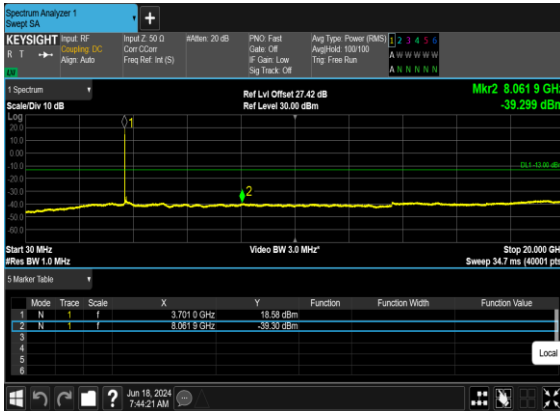 Spectrum Analyzer 1
Swept SA
+
KEYSIGHT
R T
Input: RF
Coupling: DC
Align: Auto
Input Z: 50 Ω
Corr CCorr
Freq Ref: Int (S)
#Atten: 20 dB
PNO: Fast
Gate: Off
IF Gain: Low
Sig Track: Off
Avg Type: Power (RMS)
Avg|Hold: 100/100
Trig: Free Run
1 2 3 4 5 6
A W W W W W
A N N N N N
1 Spectrum
Scale/Div 10 dB
Ref Lvl Offset 27.42 dB
Ref Level 30.00 dBm
Mkr2 8.061 9 GHz
-39.299 dBm
Log
20.0
10.0
0.00
-10.0
-20.0
-30.0
-40.0
-50.0
-60.0
1
2
DL1 -13.00 dBm
Start 30 MHz
#Res BW 1.0 MHz
Video BW 3.0 MHz*
Stop 20.000 GHz
Sweep 34.7 ms (40001 pts)
5 Marker Table
Mode Trace Scale X Y Function Function Width Function Value
1 N 1 f 3.701 0 GHz 18.58 dBm
2 N 1 f 8.061 9 GHz -39.30 dBm
3
4
5
6
Local
?
Jun 18, 2024
7:44:21 AM